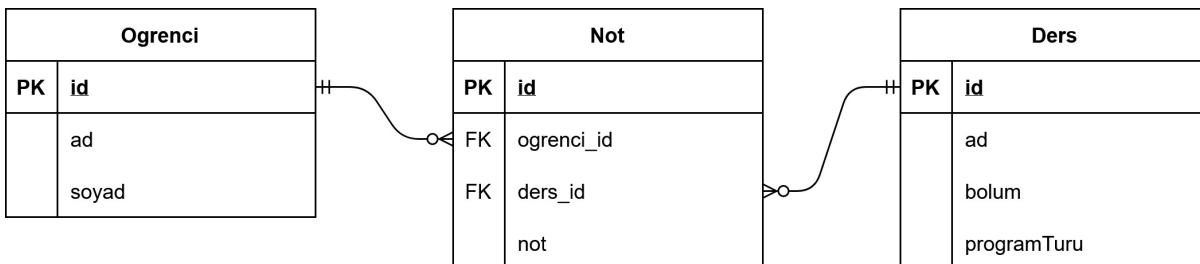 Ogrenci
PK id
ad
soyad
Not
PK id
FK ogrenci_id
FK ders_id
not
Ders
PK id
ad
bolum
programTuru